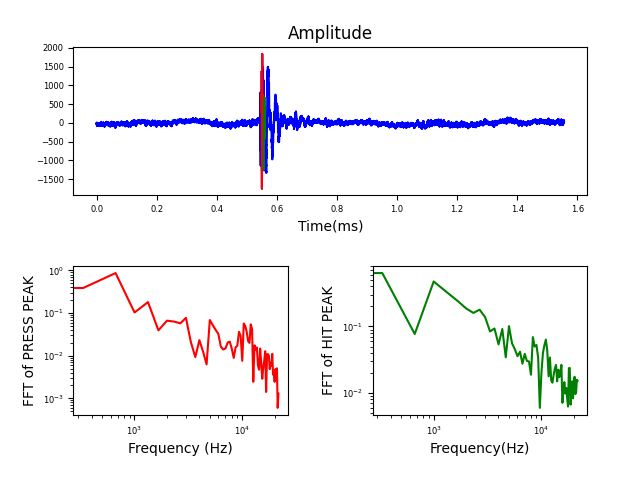 Amplitude
2000
1500
1000
500
0
−500
−1000
−1500
0.0 0.2 0.4 0.6 0.8 1.0 1.2 1.4 1.6
Time(ms)
FFT of PRESS PEAK
10⁰
10⁻¹
10⁻²
10⁻³
10³ 10⁴
Frequency (Hz)
FFT of HIT PEAK
10⁻¹
10⁻²
10³ 10⁴
Frequency(Hz)